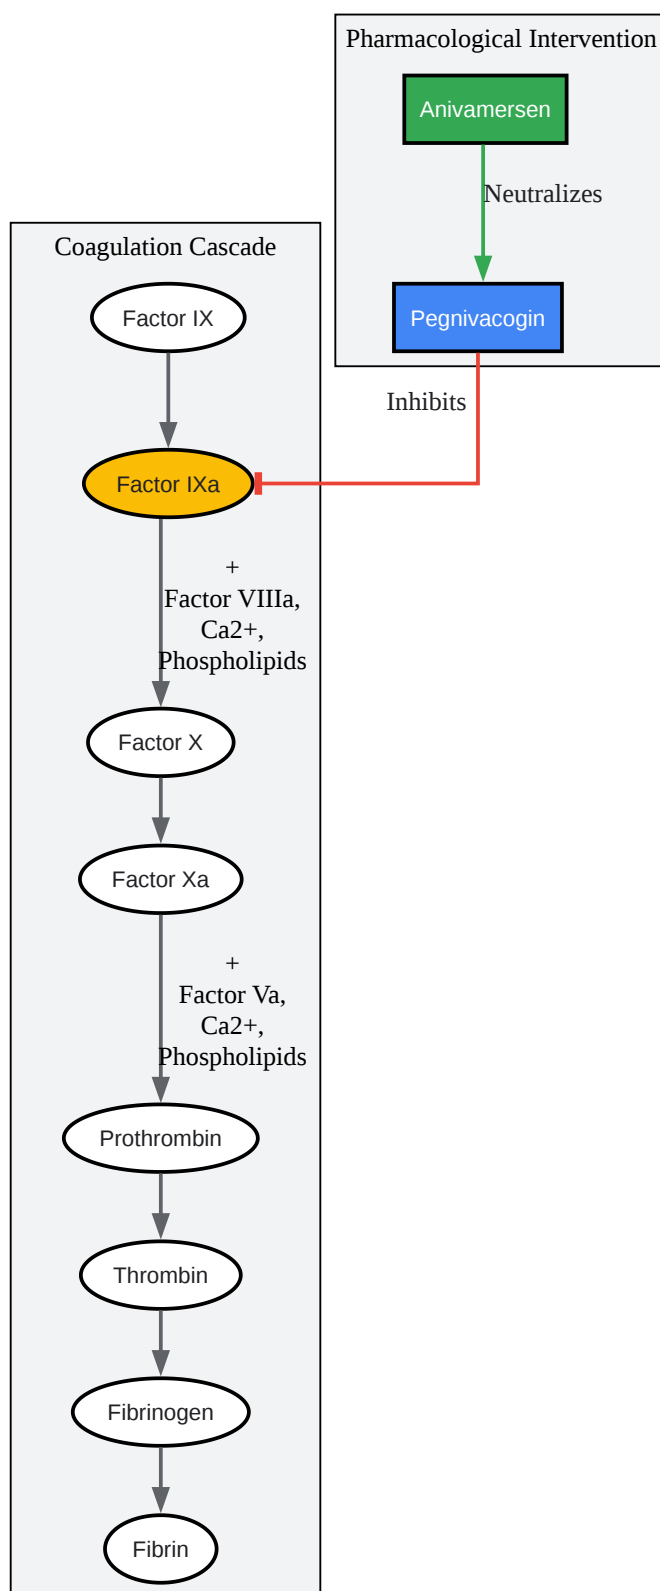 Pharmacological Intervention
Anivamersen
Neutralizes
Pegnivacogin
Inhibits
Coagulation Cascade
Factor IX
Factor IXa
+
Factor VIIIa,
Ca2+,
Phospholipids
Factor X
Factor Xa
+
Factor Va,
Ca2+,
Phospholipids
Prothrombin
Thrombin
Fibrinogen
Fibrin